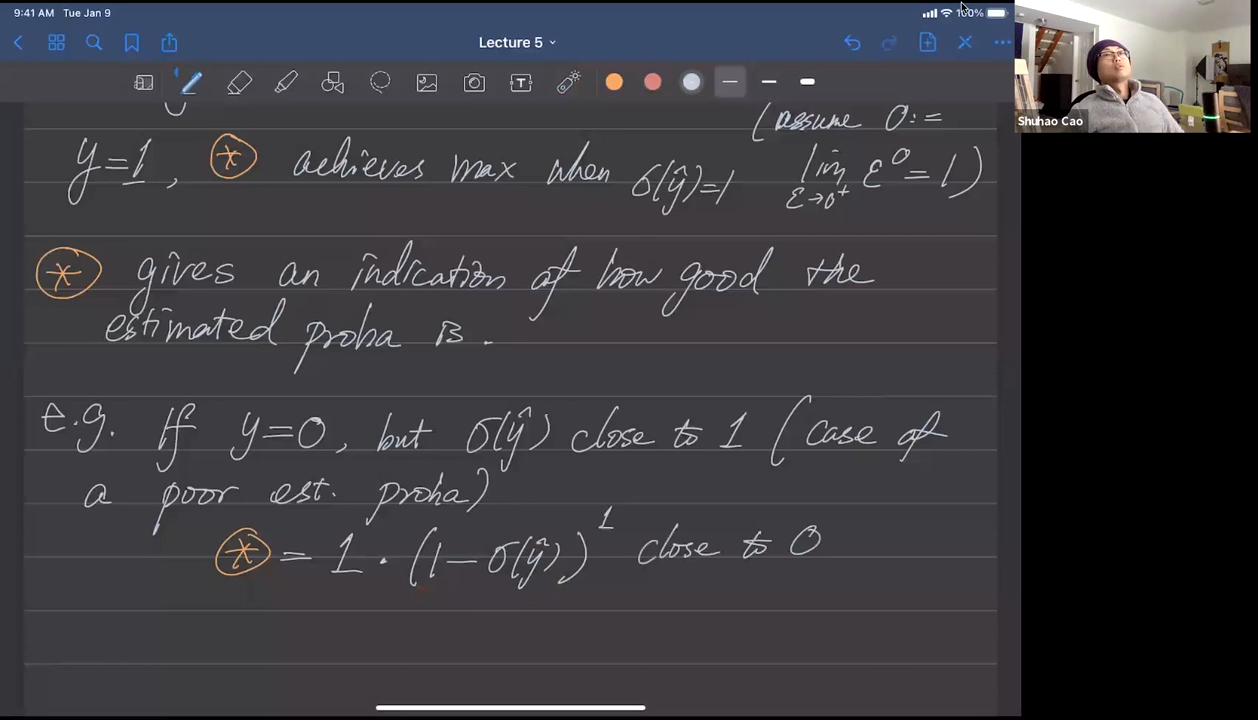 9:41 AM Tue Jan 9
100%
Lecture 5
Shuhao Cao
(assume 0 :=
y=1, * achieves max when σ(ŷ)=1 lim ε→0⁺ ε⁰ = 1)
* gives an indication of how good the
estimated proba is.
e.g. If y=0, but σ(ŷ) close to 1 (case of
a poor est. proba)
* = 1 · (1 − σ(ŷ))¹ close to 0